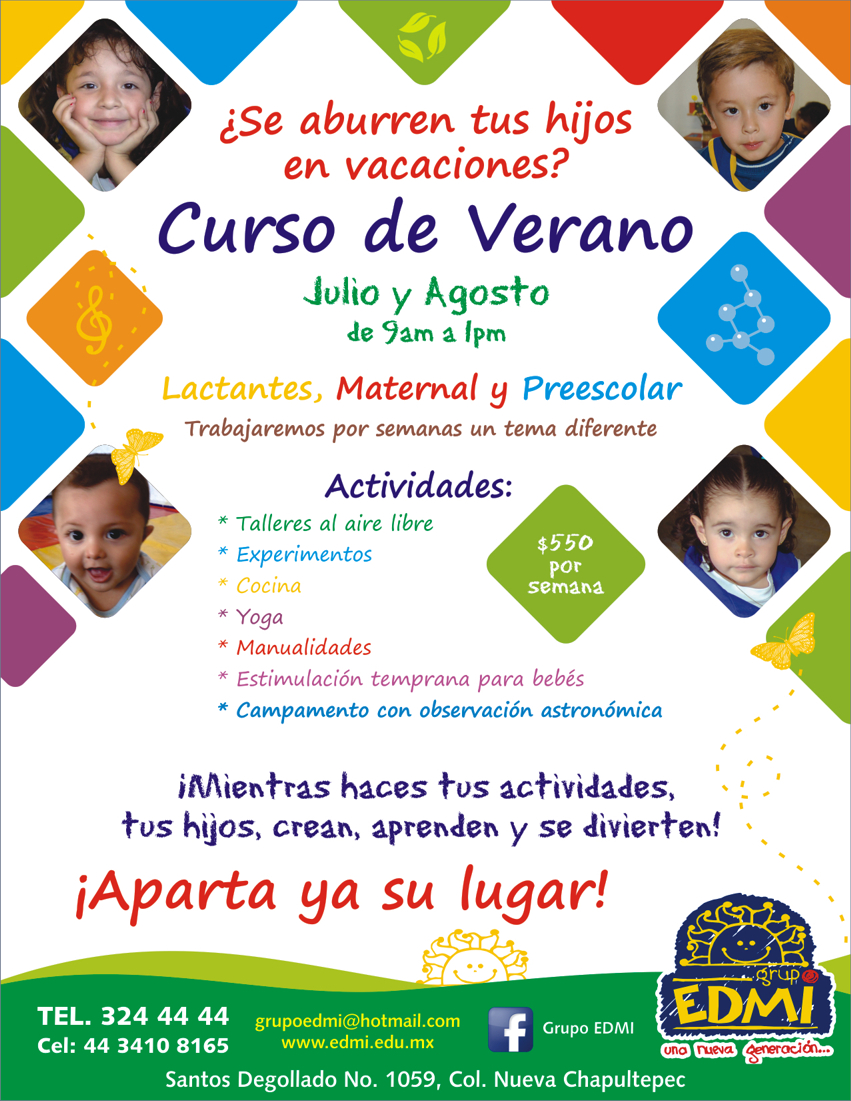 ¿Se aburren tus hijos
en vacaciones?
Curso de Verano
Julio y Agosto
de 9am a 1pm
Lactantes, Maternal y Preescolar
Trabajaremos por semanas un tema diferente
Actividades:
* Talleres al aire libre
* Experimentos
* Cocina
* Yoga
* Manualidades
* Estimulación temprana para bebés
* Campamento con observación astronómica
$550
por
semana
¡Mientras haces tus actividades,
tus hijos, crean, aprenden y se divierten!
¡Aparta ya su lugar!
grupo
EDMI
una nueva generación...
TEL. 324 44 44
Cel: 44 3410 8165
grupoedmi@hotmail.com
www.edmi.edu.mx
f
Grupo EDMI
Santos Degollado No. 1059, Col. Nueva Chapultepec